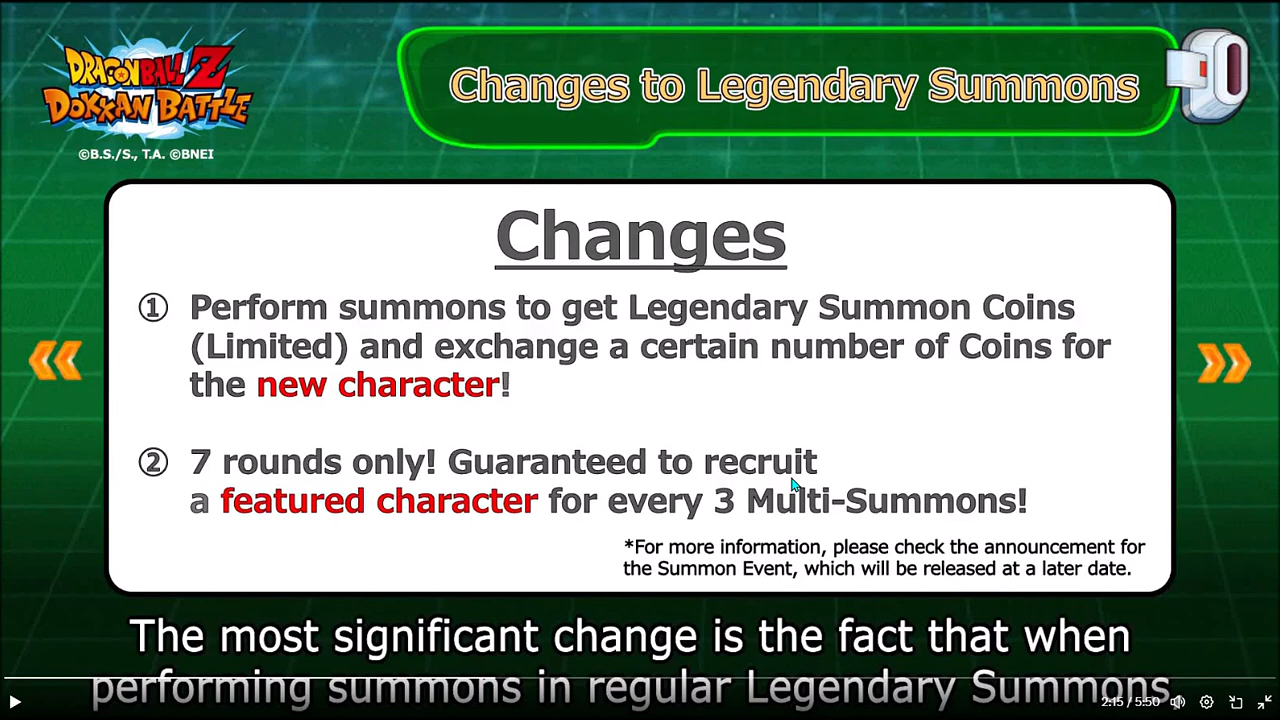 DRAGON BALL Z
DOKKAN BATTLE
©B.S./S., T.A. ©BNEI
Changes to Legendary Summons
Changes
① Perform summons to get Legendary Summon Coins
(Limited) and exchange a certain number of Coins for
the new character!
② 7 rounds only! Guaranteed to recruit
a featured character for every 3 Multi-Summons!
*For more information, please check the announcement for
the Summon Event, which will be released at a later date.
The most significant change is the fact that when
performing summons in regular Legendary Summons
2:15 / 5:50